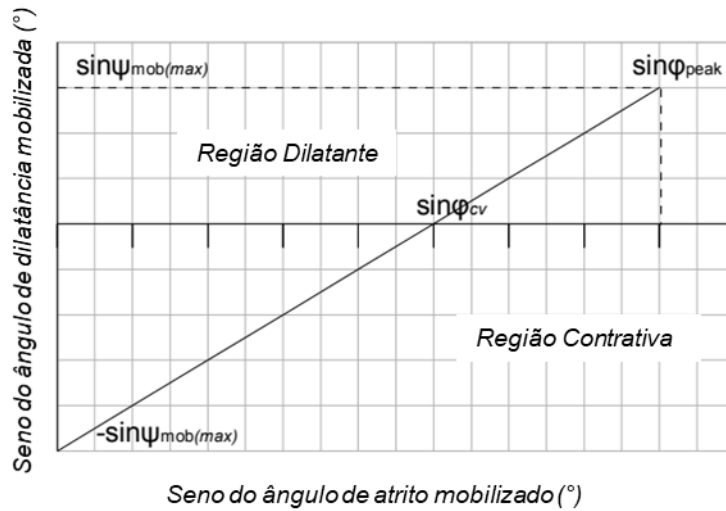 Seno do ângulo de dilatância mobilizada (°)
sinψmob(max)
sinφpeak
Região Dilatante
sinφcv
Região Contrativa
-sinψmob(max)
Seno do ângulo de atrito mobilizado (°)